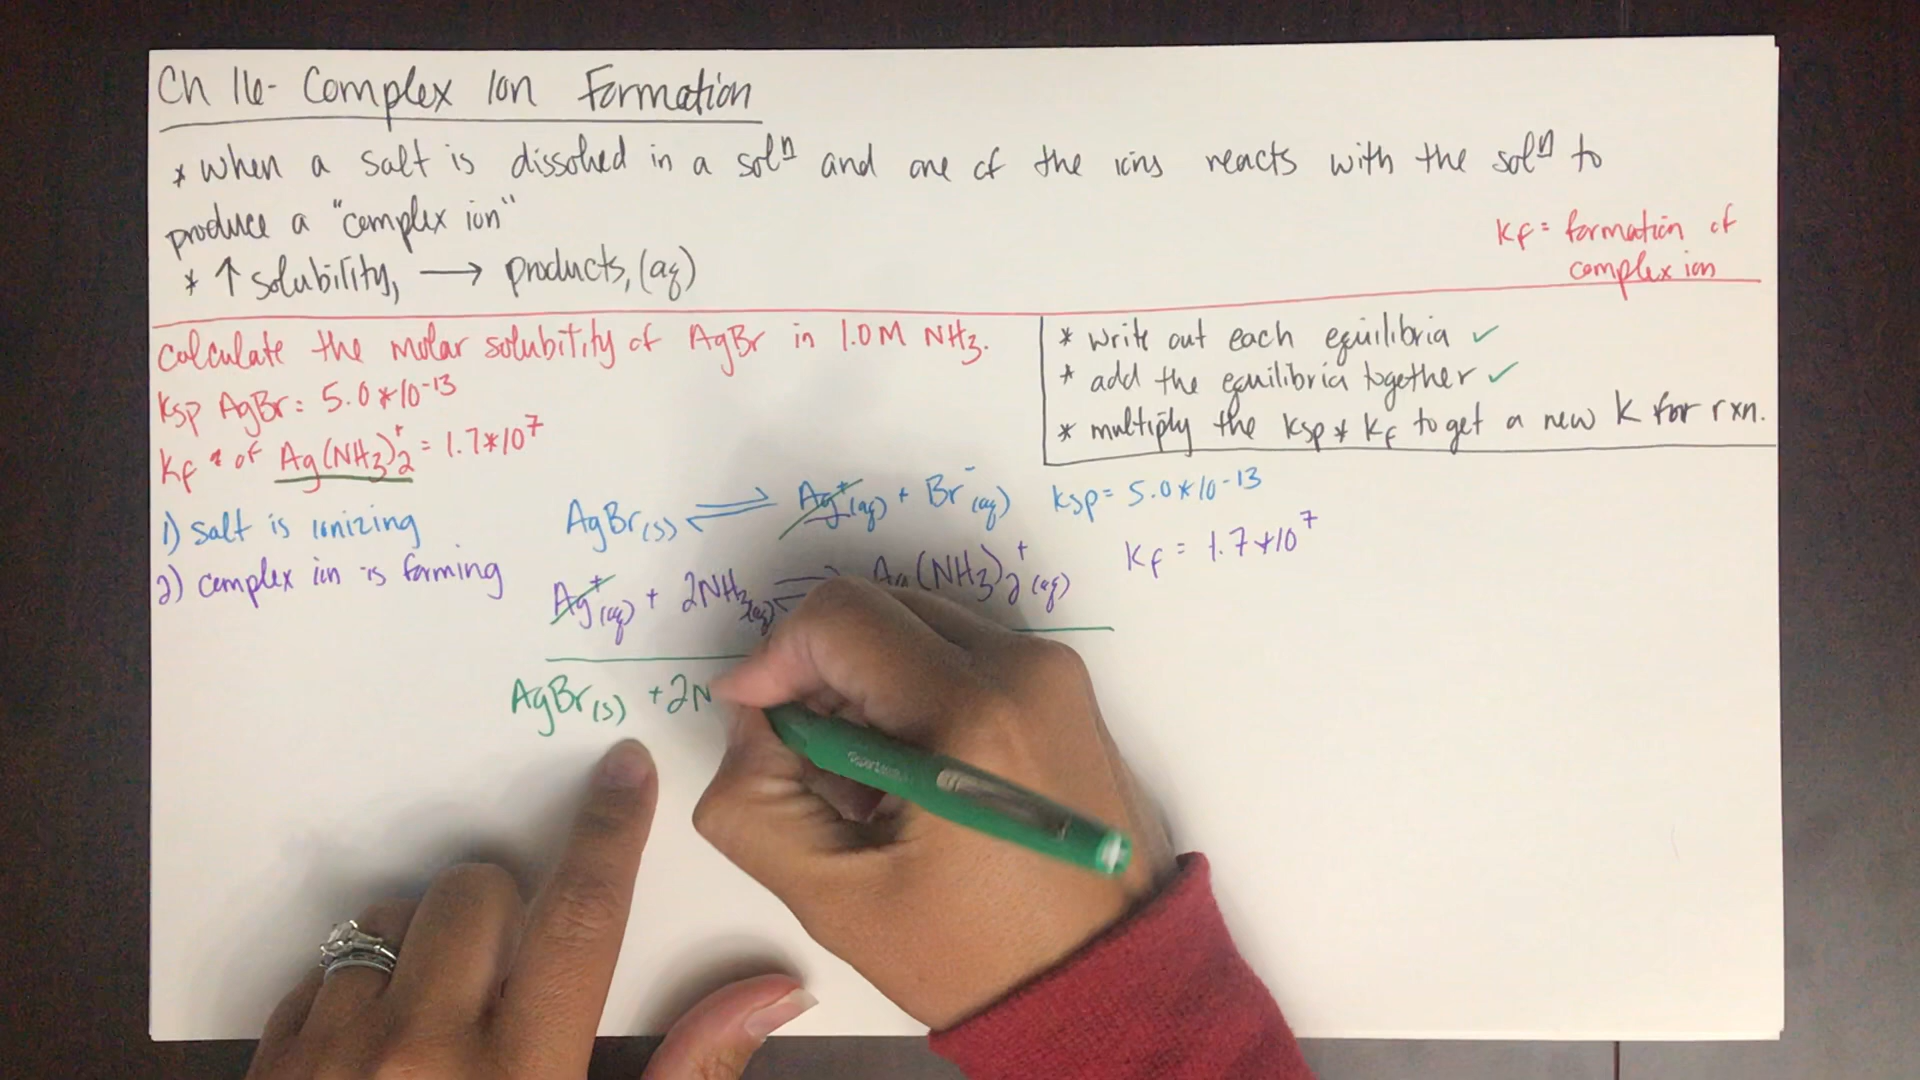 Ch 16- Complex Ion Formation
* When a salt is dissolved in a solⁿ and one of the ions reacts with the solⁿ to
produce a "complex ion"
* ↑ solubility, → products, (aq)
Kf = formation of
complex ion
Calculate the molar solubility of AgBr in 1.0M NH₃.
Ksp AgBr = 5.0*10⁻¹³
Kf of Ag(NH₃)₂⁺ = 1.7*10⁷
* write out each equilibria ✓
* add the equilibria together ✓
* multiply the Ksp * Kf to get a new K for rxn.
1) salt is ionizing
2) complex ion is forming
AgBr(s) ⇌ Ag⁺(aq) + Br⁻(aq) Ksp = 5.0*10⁻¹³
Ag⁺(aq) + 2NH₃(aq) ⇌ Ag(NH₃)₂⁺(aq) Kf = 1.7*10⁷
AgBr(s) + 2N